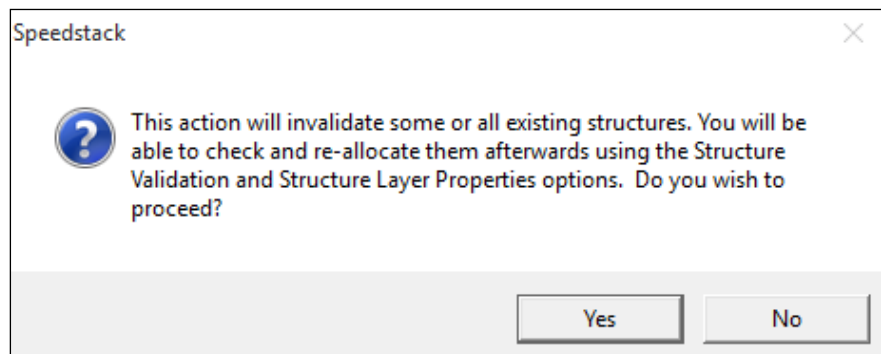 Speedstack
This action will invalidate some or all existing structures. You will be
able to check and re-allocate them afterwards using the Structure
Validation and Structure Layer Properties options.  Do you wish to
proceed?
Yes
No